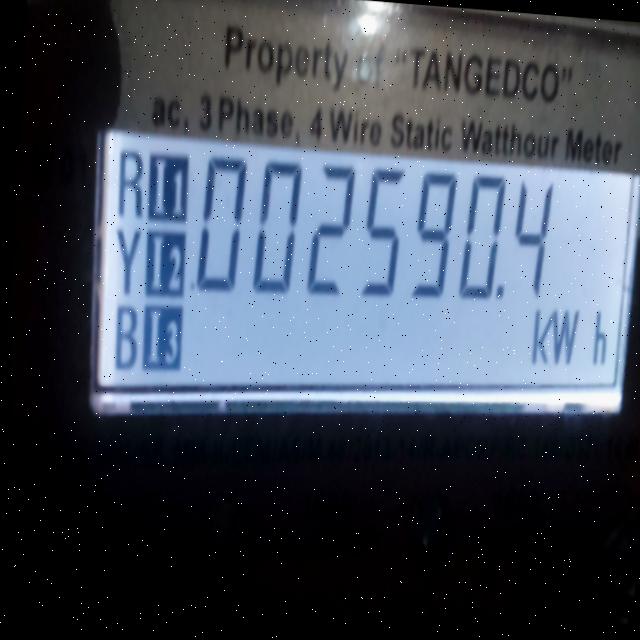 Property of "TANGEDCO"
ac, 3 Phase, 4 Wire Static Watthour Meter
R L1 002590.4
Y L2
B L3 kW h